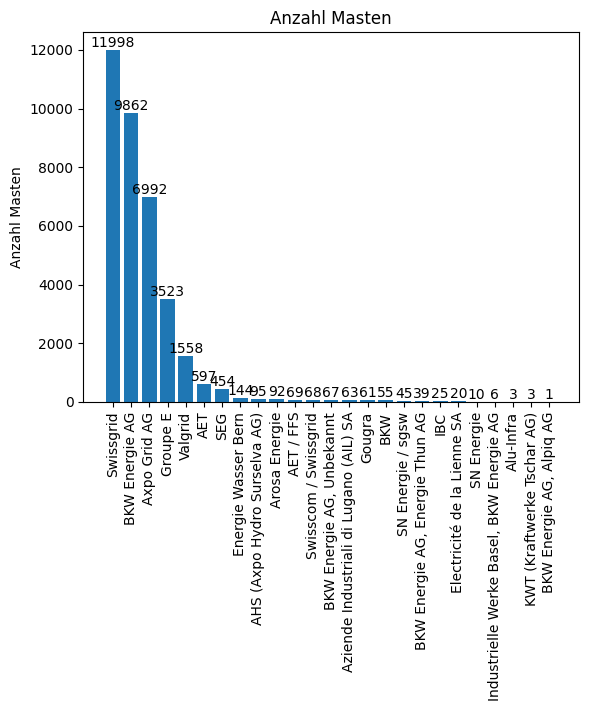 Anzahl Masten
Anzahl Masten
12000
10000
8000
6000
4000
2000
0
11998
9862
6992
3523
1558
597
454
144
95
92
69
68
67
63
61
55
45
39
25
20
10
6
3
3
1
Swissgrid
BKW Energie AG
Axpo Grid AG
Groupe E
Valgrid
AET
SEG
Energie Wasser Bern
AHS (Axpo Hydro Surselva AG)
Arosa Energie
AET / FFS
Swisscom / Swissgrid
BKW Energie AG, Unbekannt
Aziende Industriali di Lugano (AIL) SA
Gougra
BKW
SN Energie / sgsw
BKW Energie AG, Energie Thun AG
IBC
Electricité de la Lienne SA
SN Energie
Industrielle Werke Basel, BKW Energie AG
Alu-Infra
KWT (Kraftwerke Tschar AG)
BKW Energie AG, Alpiq AG